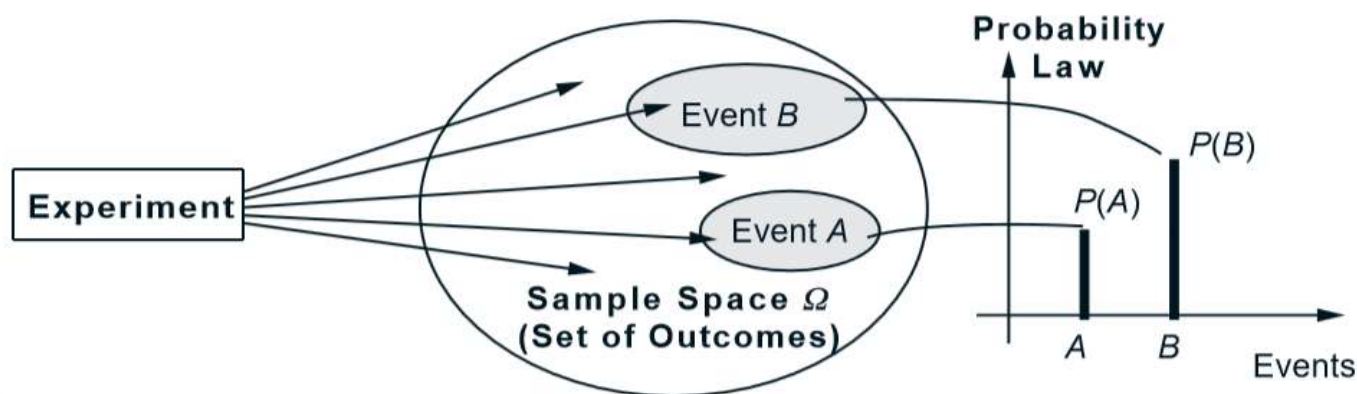 Experiment
Event B
Event A
Sample Space Ω
(Set of Outcomes)
Probability
Law
P(B)
P(A)
A
B
Events